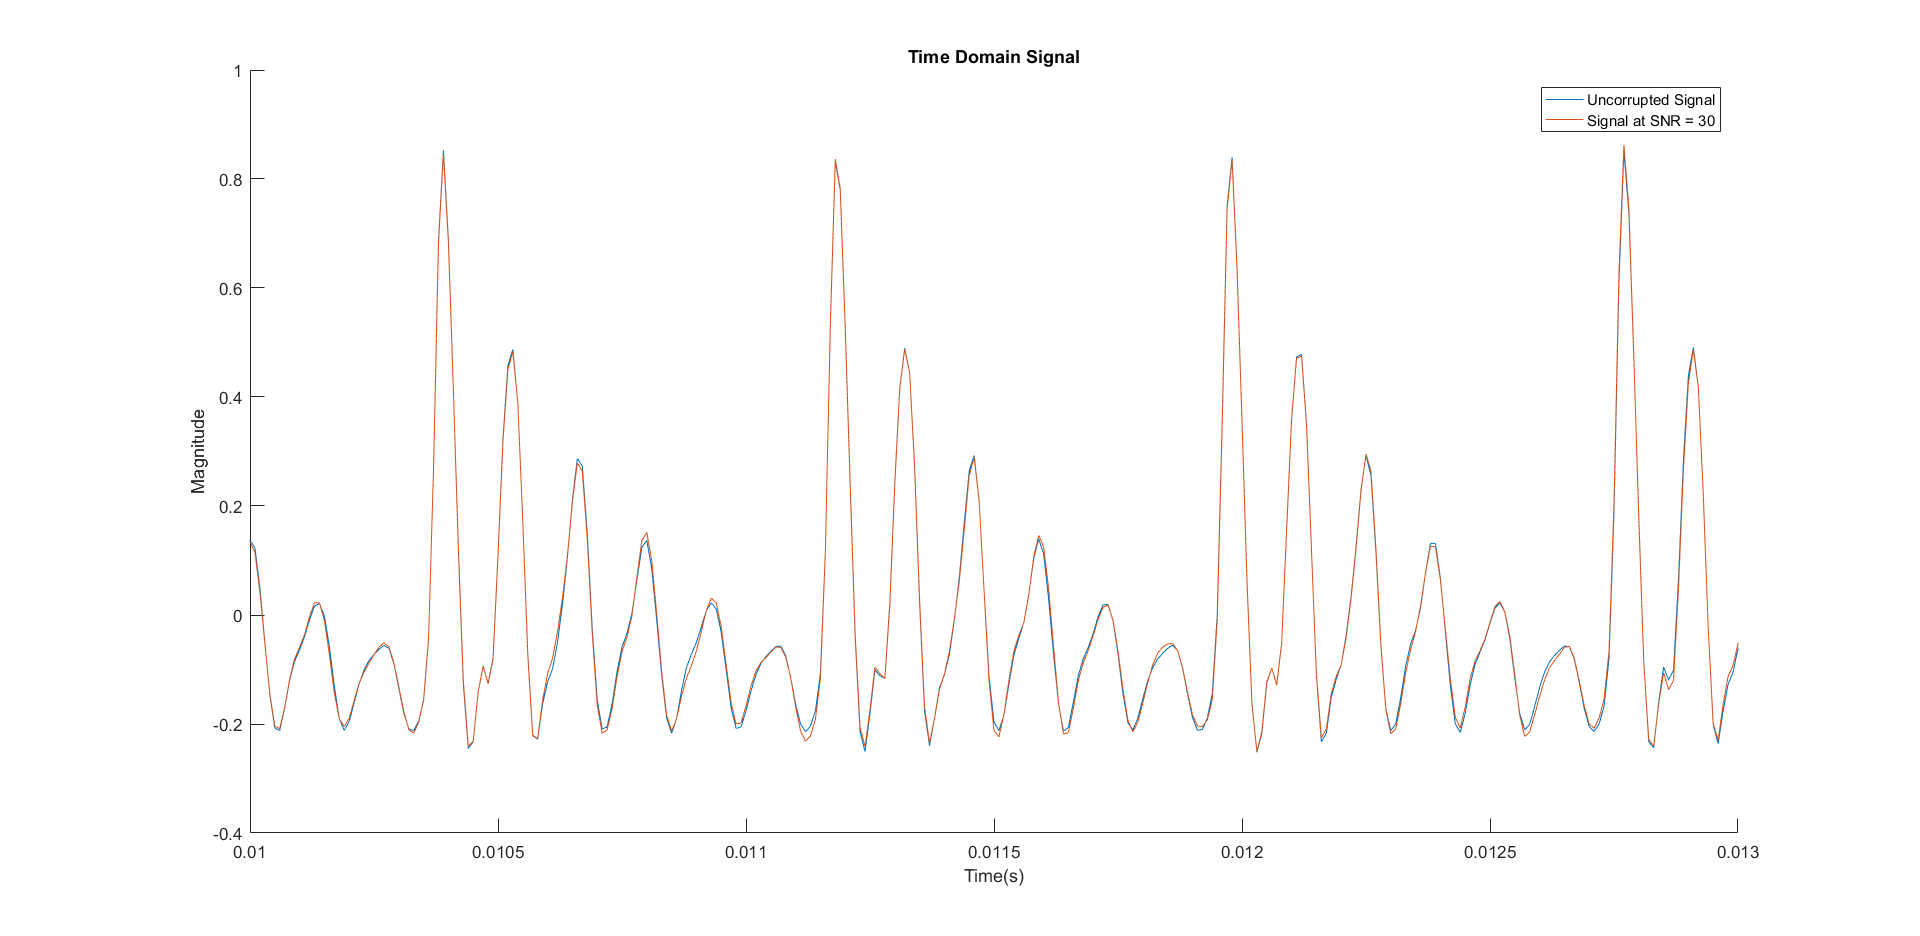 Time Domain Signal
Uncorrupted Signal
Signal at SNR = 30
Magnitude
1
0.8
0.6
0.4
0.2
0
-0.2
-0.4
0.01 0.0105 0.011 0.0115 0.012 0.0125 0.013
Time(s)